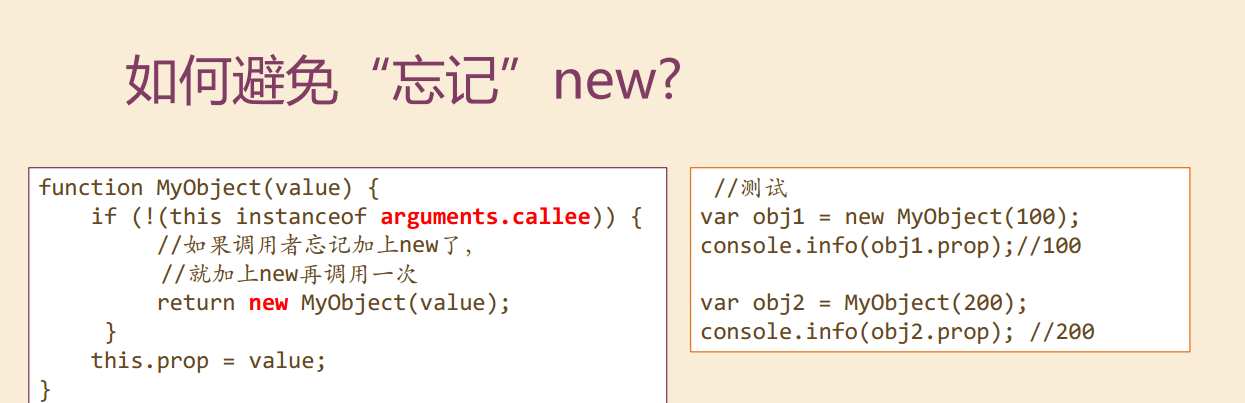 如何避免“忘记”new?
function MyObject(value) {
    if (!(this instanceof arguments.callee)) {
        //如果调用者忘记加上new了,
        //就加上new再调用一次
        return new MyObject(value);
    }
    this.prop = value;
}
//测试
var obj1 = new MyObject(100);
console.info(obj1.prop);//100
var obj2 = MyObject(200);
console.info(obj2.prop); //200